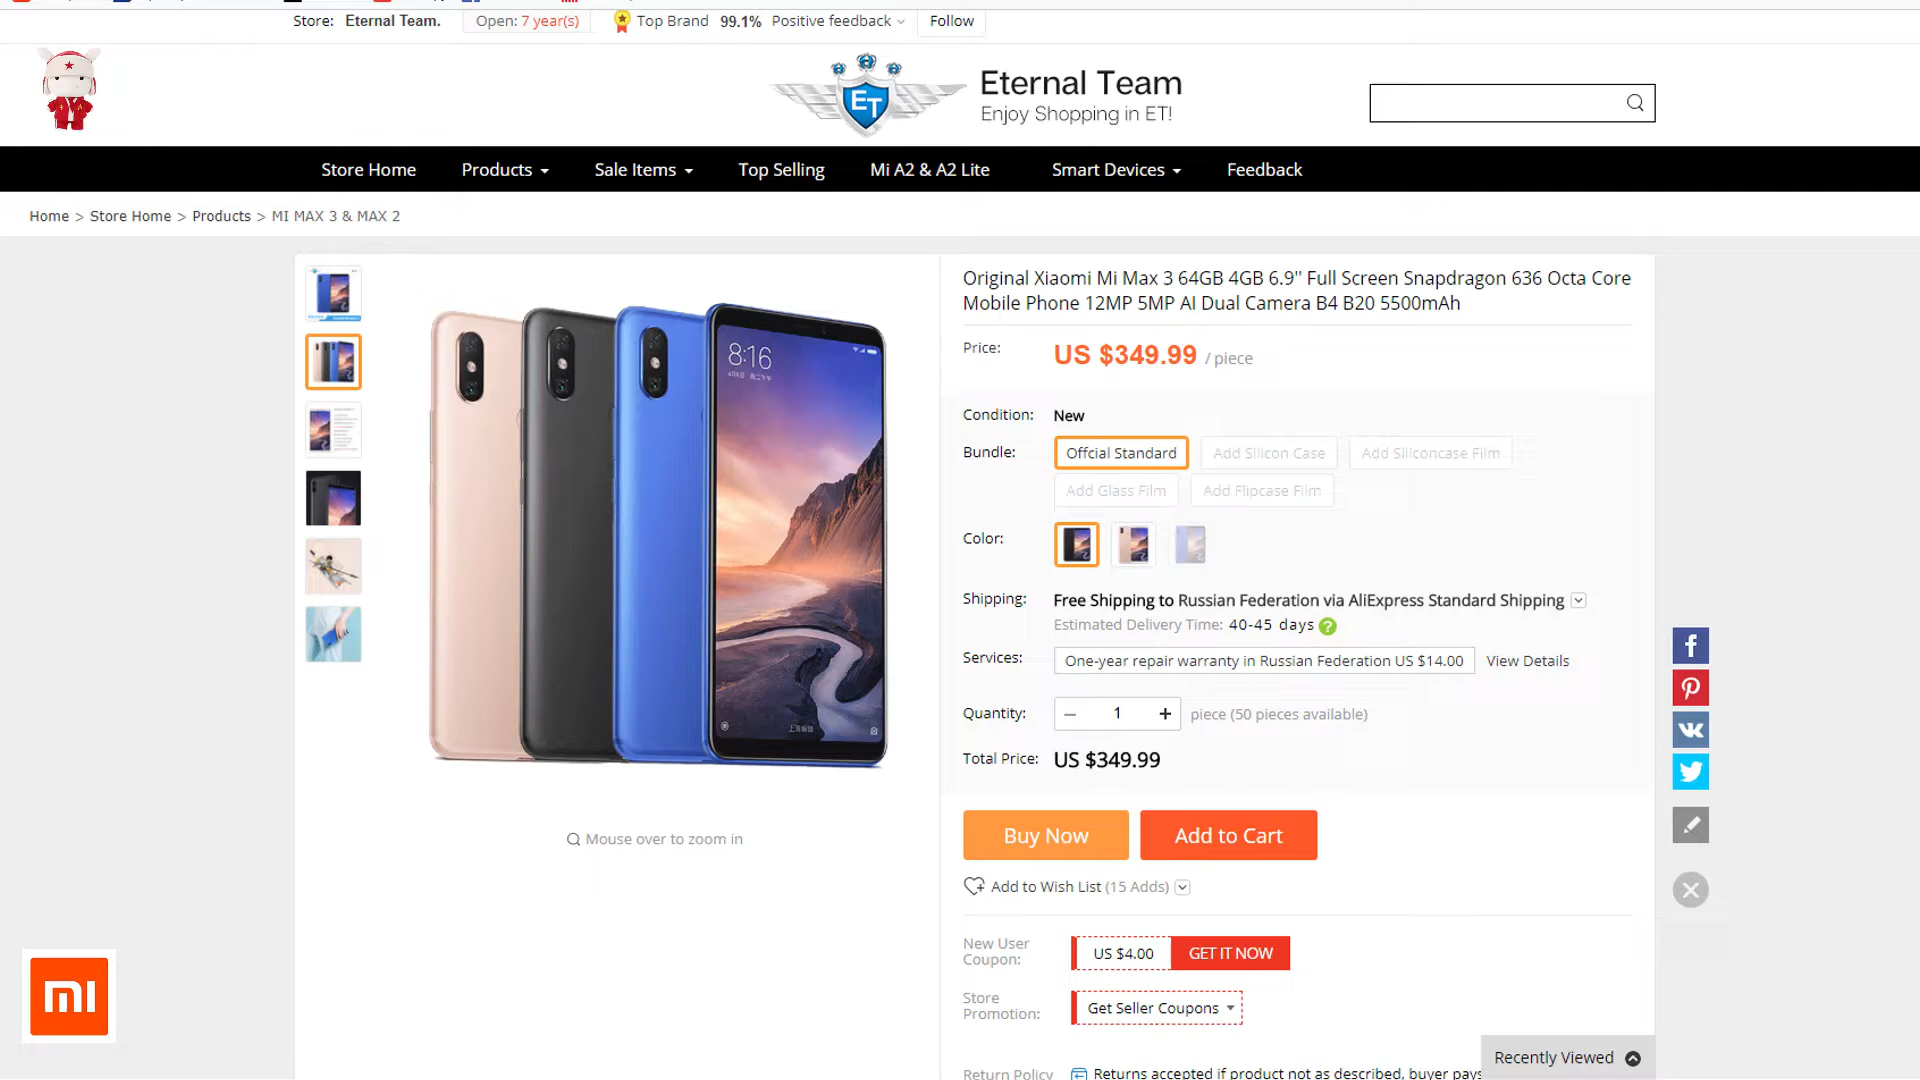 Store: Eternal Team. Open: 7 year(s) Top Brand 99.1% Positive feedback Follow
ET Eternal Team
Enjoy Shopping in ET!
Store Home Products Sale Items Top Selling Mi A2 & A2 Lite Smart Devices Feedback
Home > Store Home > Products > MI MAX 3 & MAX 2
Original Xiaomi Mi Max 3 64GB 4GB 6.9'' Full Screen Snapdragon 636 Octa Core
Mobile Phone 12MP 5MP AI Dual Camera B4 B20 5500mAh
Price: US $349.99 / piece
8:16
Condition: New
Bundle: Offcial Standard Add Silicon Case Add Siliconcase Film
Add Glass Film Add Flipcase Film
Color:
Shipping: Free Shipping to Russian Federation via AliExpress Standard Shipping
Estimated Delivery Time: 40-45 days ?
Services: One-year repair warranty in Russian Federation US $14.00 View Details
Quantity: − 1 + piece (50 pieces available)
Total Price: US $349.99
Buy Now Add to Cart
Mouse over to zoom in
Add to Wish List (15 Adds)
New User
Coupon: US $4.00 GET IT NOW
Store
Promotion: Get Seller Coupons
Recently Viewed
Return Policy Returns accepted if product not as described, buyer pays
mi